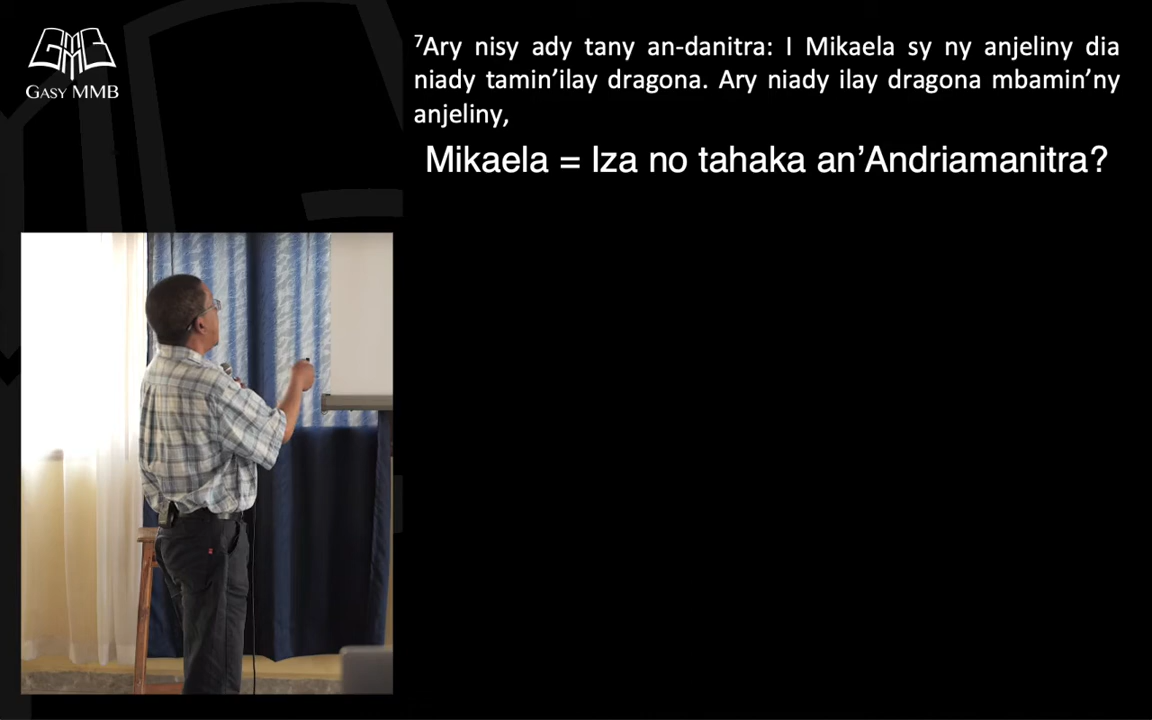 GMMB
GASY MMB
⁷Ary nisy ady tany an-danitra: I Mikaela sy ny anjeliny dia
niady tamin’ilay dragona. Ary niady ilay dragona mbamin’ny
anjeliny,
Mikaela = Iza no tahaka an’Andriamanitra?